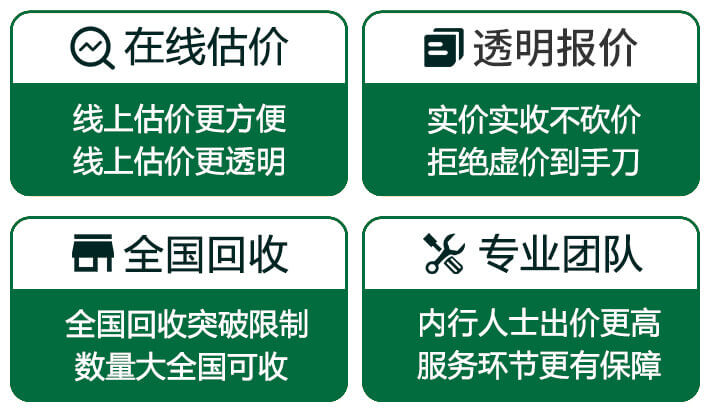 在线估价
线上估价更方便
线上估价更透明
透明报价
实价实收不砍价
拒绝虚价到手刀
全国回收
全国回收突破限制
数量大全国可收
专业团队
内行人士出价更高
服务环节更有保障